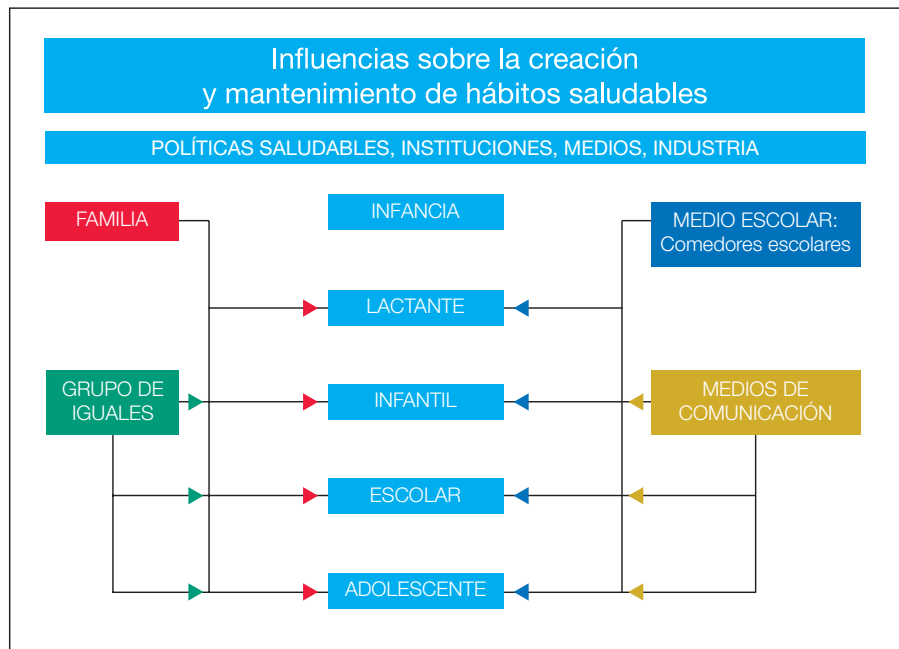 Influencias sobre la creación
y mantenimiento de hábitos saludables
POLÍTICAS SALUDABLES, INSTITUCIONES, MEDIOS, INDUSTRIA
FAMILIA
INFANCIA
MEDIO ESCOLAR:
Comedores escolares
LACTANTE
GRUPO DE
IGUALES
INFANTIL
MEDIOS DE
COMUNICACIÓN
ESCOLAR
ADOLESCENTE